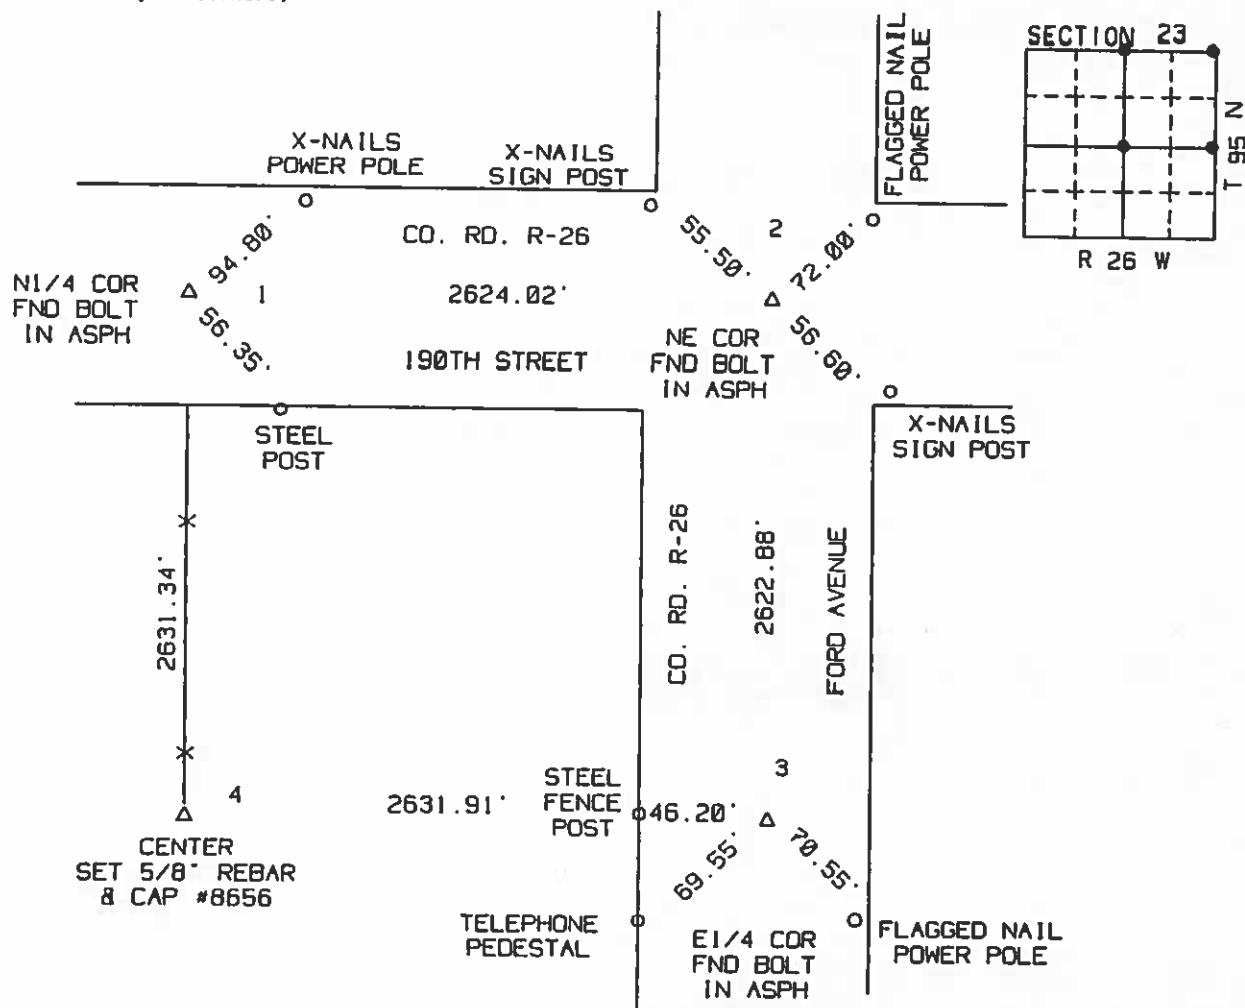 FLAGGED NAIL
POWER POLE
SECTION 23
T 95 N
R 26 W
X-NAILS
POWER POLE
X-NAILS
SIGN POST
CO. RD. R-26
94.80'
55.50'
2
72.00'
N1/4 COR
FND BOLT
IN ASPH
1
2624.02'
56.35'
190TH STREET
NE COR
FND BOLT
IN ASPH
56.60'
STEEL
POST
X-NAILS
SIGN POST
2631.34'
CO. RD. R-26
2622.88'
FORD AVENUE
4
2631.91'
STEEL
FENCE
POST
46.20'
3
CENTER
SET 5/8" REBAR
& CAP #8656
69.55'
70.55'
TELEPHONE
PEDESTAL
E1/4 COR
FND BOLT
IN ASPH
FLAGGED NAIL
POWER POLE